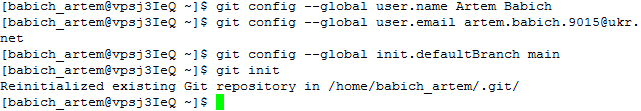 [babich_artem@vpsj3IeQ ~]$ git config --global user.name Artem Babich
[babich_artem@vpsj3IeQ ~]$ git config --global user.email artem.babich.9015@ukr.
net
[babich_artem@vpsj3IeQ ~]$ git config --global init.defaultBranch main
[babich_artem@vpsj3IeQ ~]$ git init
Reinitialized existing Git repository in /home/babich_artem/.git/
[babich_artem@vpsj3IeQ ~]$